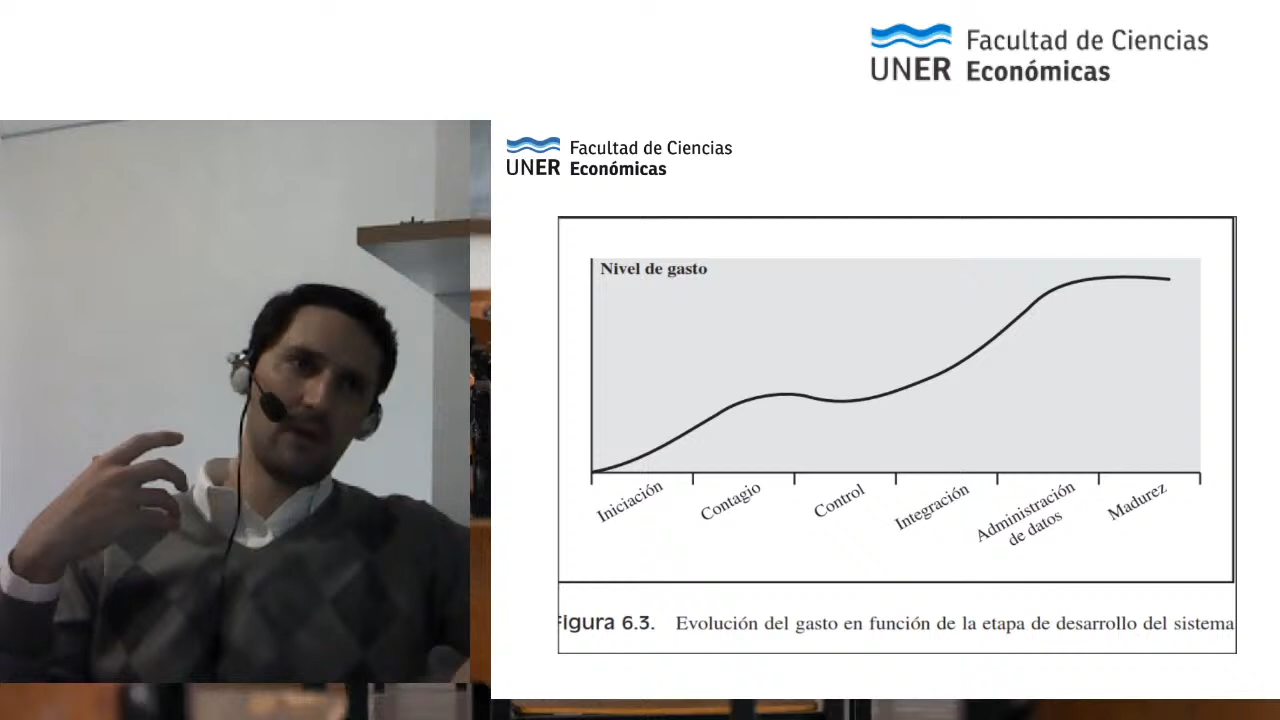 Facultad de Ciencias
UNER Económicas
Facultad de Ciencias
UNER Económicas
Nivel de gasto
Iniciación
Contagio
Control
Integración
Administración
de datos
Madurez
Figura 6.3. Evolución del gasto en función de la etapa de desarrollo del sistema